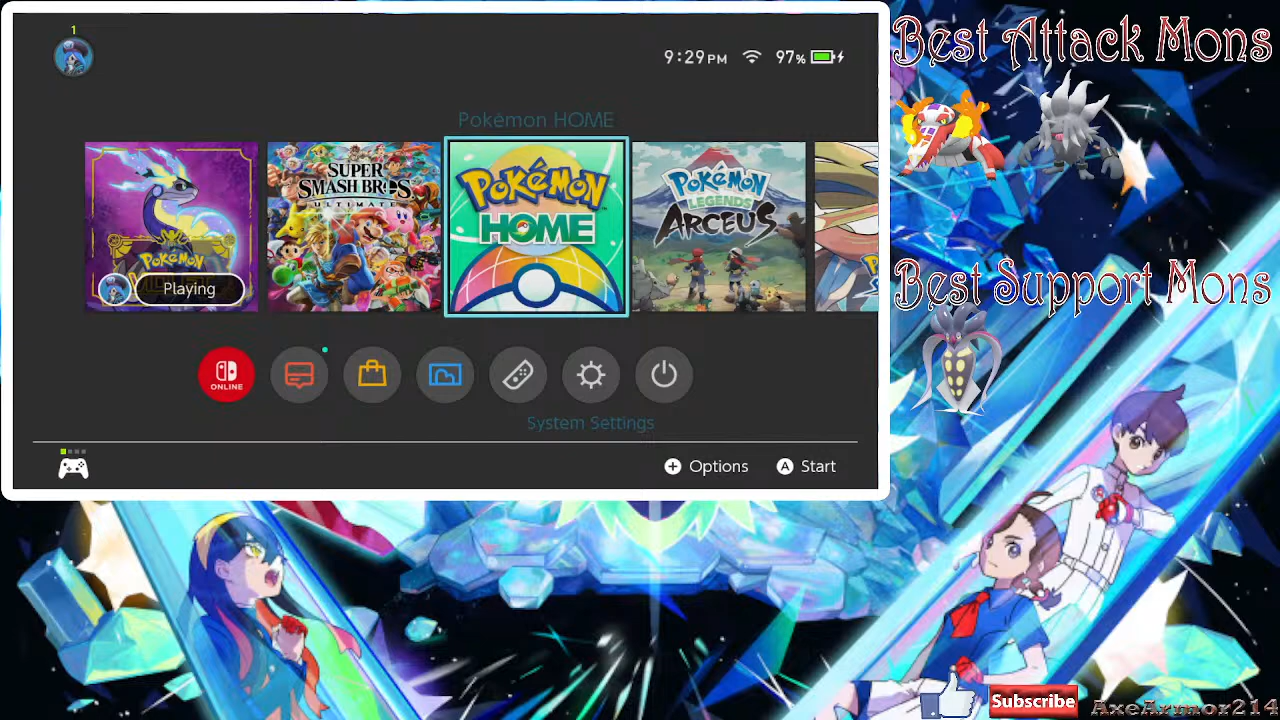 Best Attack Mons
1
9:29 PM 97%
Pokémon HOME
POKÉMON
Playing
SUPER
SMASH BROS.
ULTIMATE
POKÉMON
HOME
POKÉMON
LEGENDS
ARCEUS
Best Support Mons
ONLINE
System Settings
+ Options A Start
Subscribe
AxeArmor214